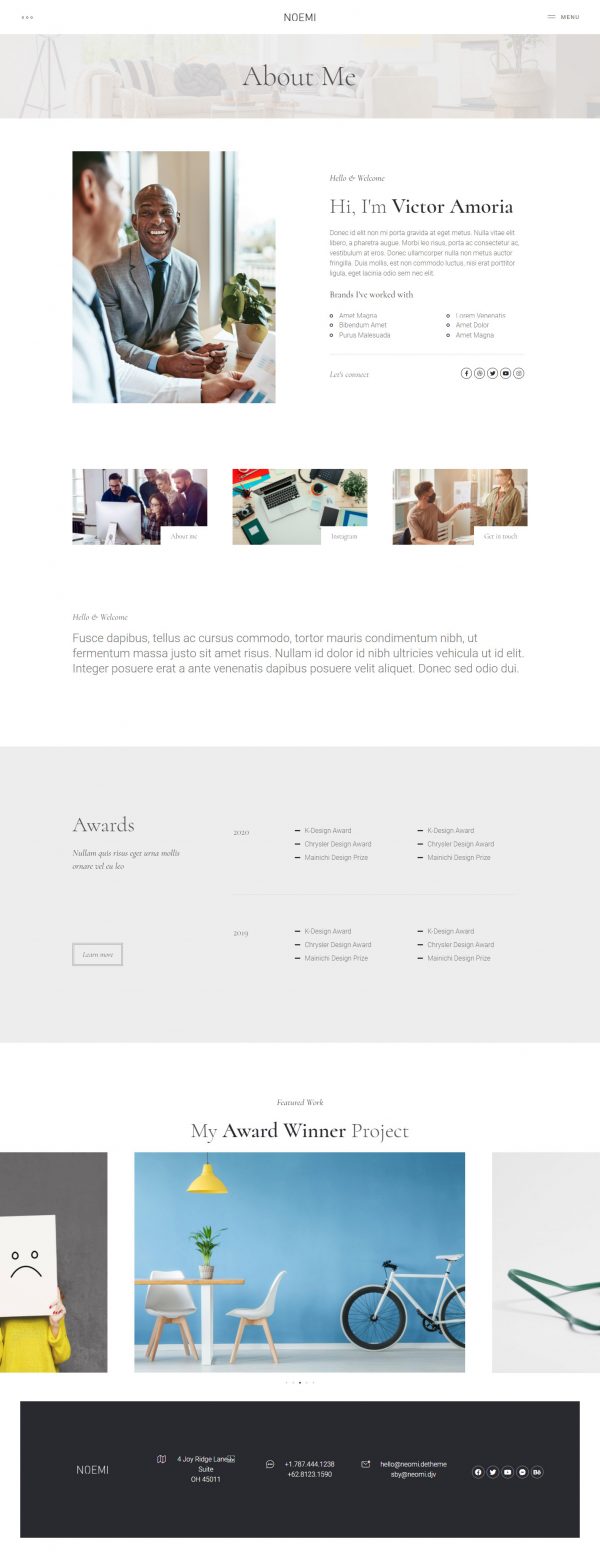 NOEMI
MENU
About Me
Hello & Welcome
Hi, I'm Victor Amoria
Donec id elit non mi porta gravida at eget metus. Nulla vitae elit
libero, a pharetra augue. Morbi leo risus, porta ac consectetur ac,
vestibulum at eros. Donec ullamcorper nulla non metus auctor
fringilla. Duis mollis, est non commodo luctus, nisi erat porttitor
ligula, eget lacinia odio sem nec elit.
Brands I've worked with
Amet Magna
Bibendum Amet
Purus Malesuada
Lorem Venenatis
Amet Dolor
Amet Magna
Let's connect
About me
Instagram
Get in touch
Hello & Welcome
Fusce dapibus, tellus ac cursus commodo, tortor mauris condimentum nibh, ut
fermentum massa justo sit amet risus. Nullam id dolor id nibh ultricies vehicula ut id elit.
Integer posuere erat a ante venenatis dapibus posuere velit aliquet. Donec sed odio dui.
Awards
Nullam quis risus eget urna mollis
ornare vel eu leo
Learn more
2020
K-Design Award
Chrysler Design Award
Mainichi Design Prize
K-Design Award
Chrysler Design Award
Mainichi Design Prize
2019
K-Design Award
Chrysler Design Award
Mainichi Design Prize
K-Design Award
Chrysler Design Award
Mainichi Design Prize
Featured Work
My Award Winner Project
NOEMI
4 Joy Ridge Lane
Suite
OH 45011
+1.787.444.1238
+62.8123.1590
hello@neomi.detheme
sby@neomi.djv
Bē